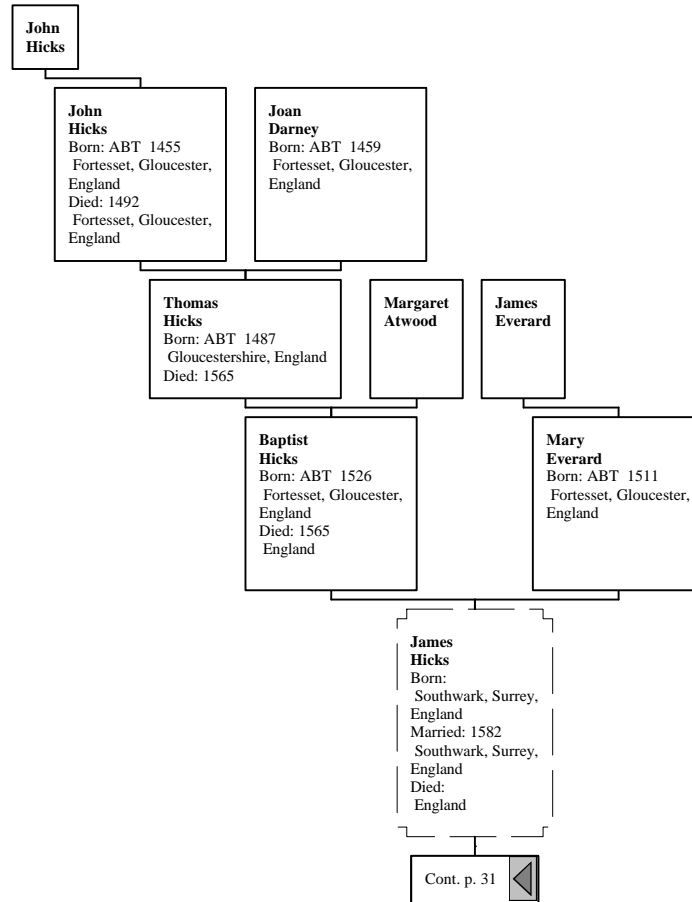 John
Hicks
John
Hicks
Born: ABT 1455
Fortesset, Gloucester,
England
Died: 1492
Fortesset, Gloucester,
England
Joan
Darney
Born: ABT 1459
Fortesset, Gloucester,
England
Thomas
Hicks
Born: ABT 1487
Gloucestershire, England
Died: 1565
Margaret
Atwood
James
Everard
Baptist
Hicks
Born: ABT 1526
Fortesset, Gloucester,
England
Died: 1565
England
Mary
Everard
Born: ABT 1511
Fortesset, Gloucester,
England
James
Hicks
Born:
Southwark, Surrey,
England
Married: 1582
Southwark, Surrey,
England
Died:
England
Cont. p. 31